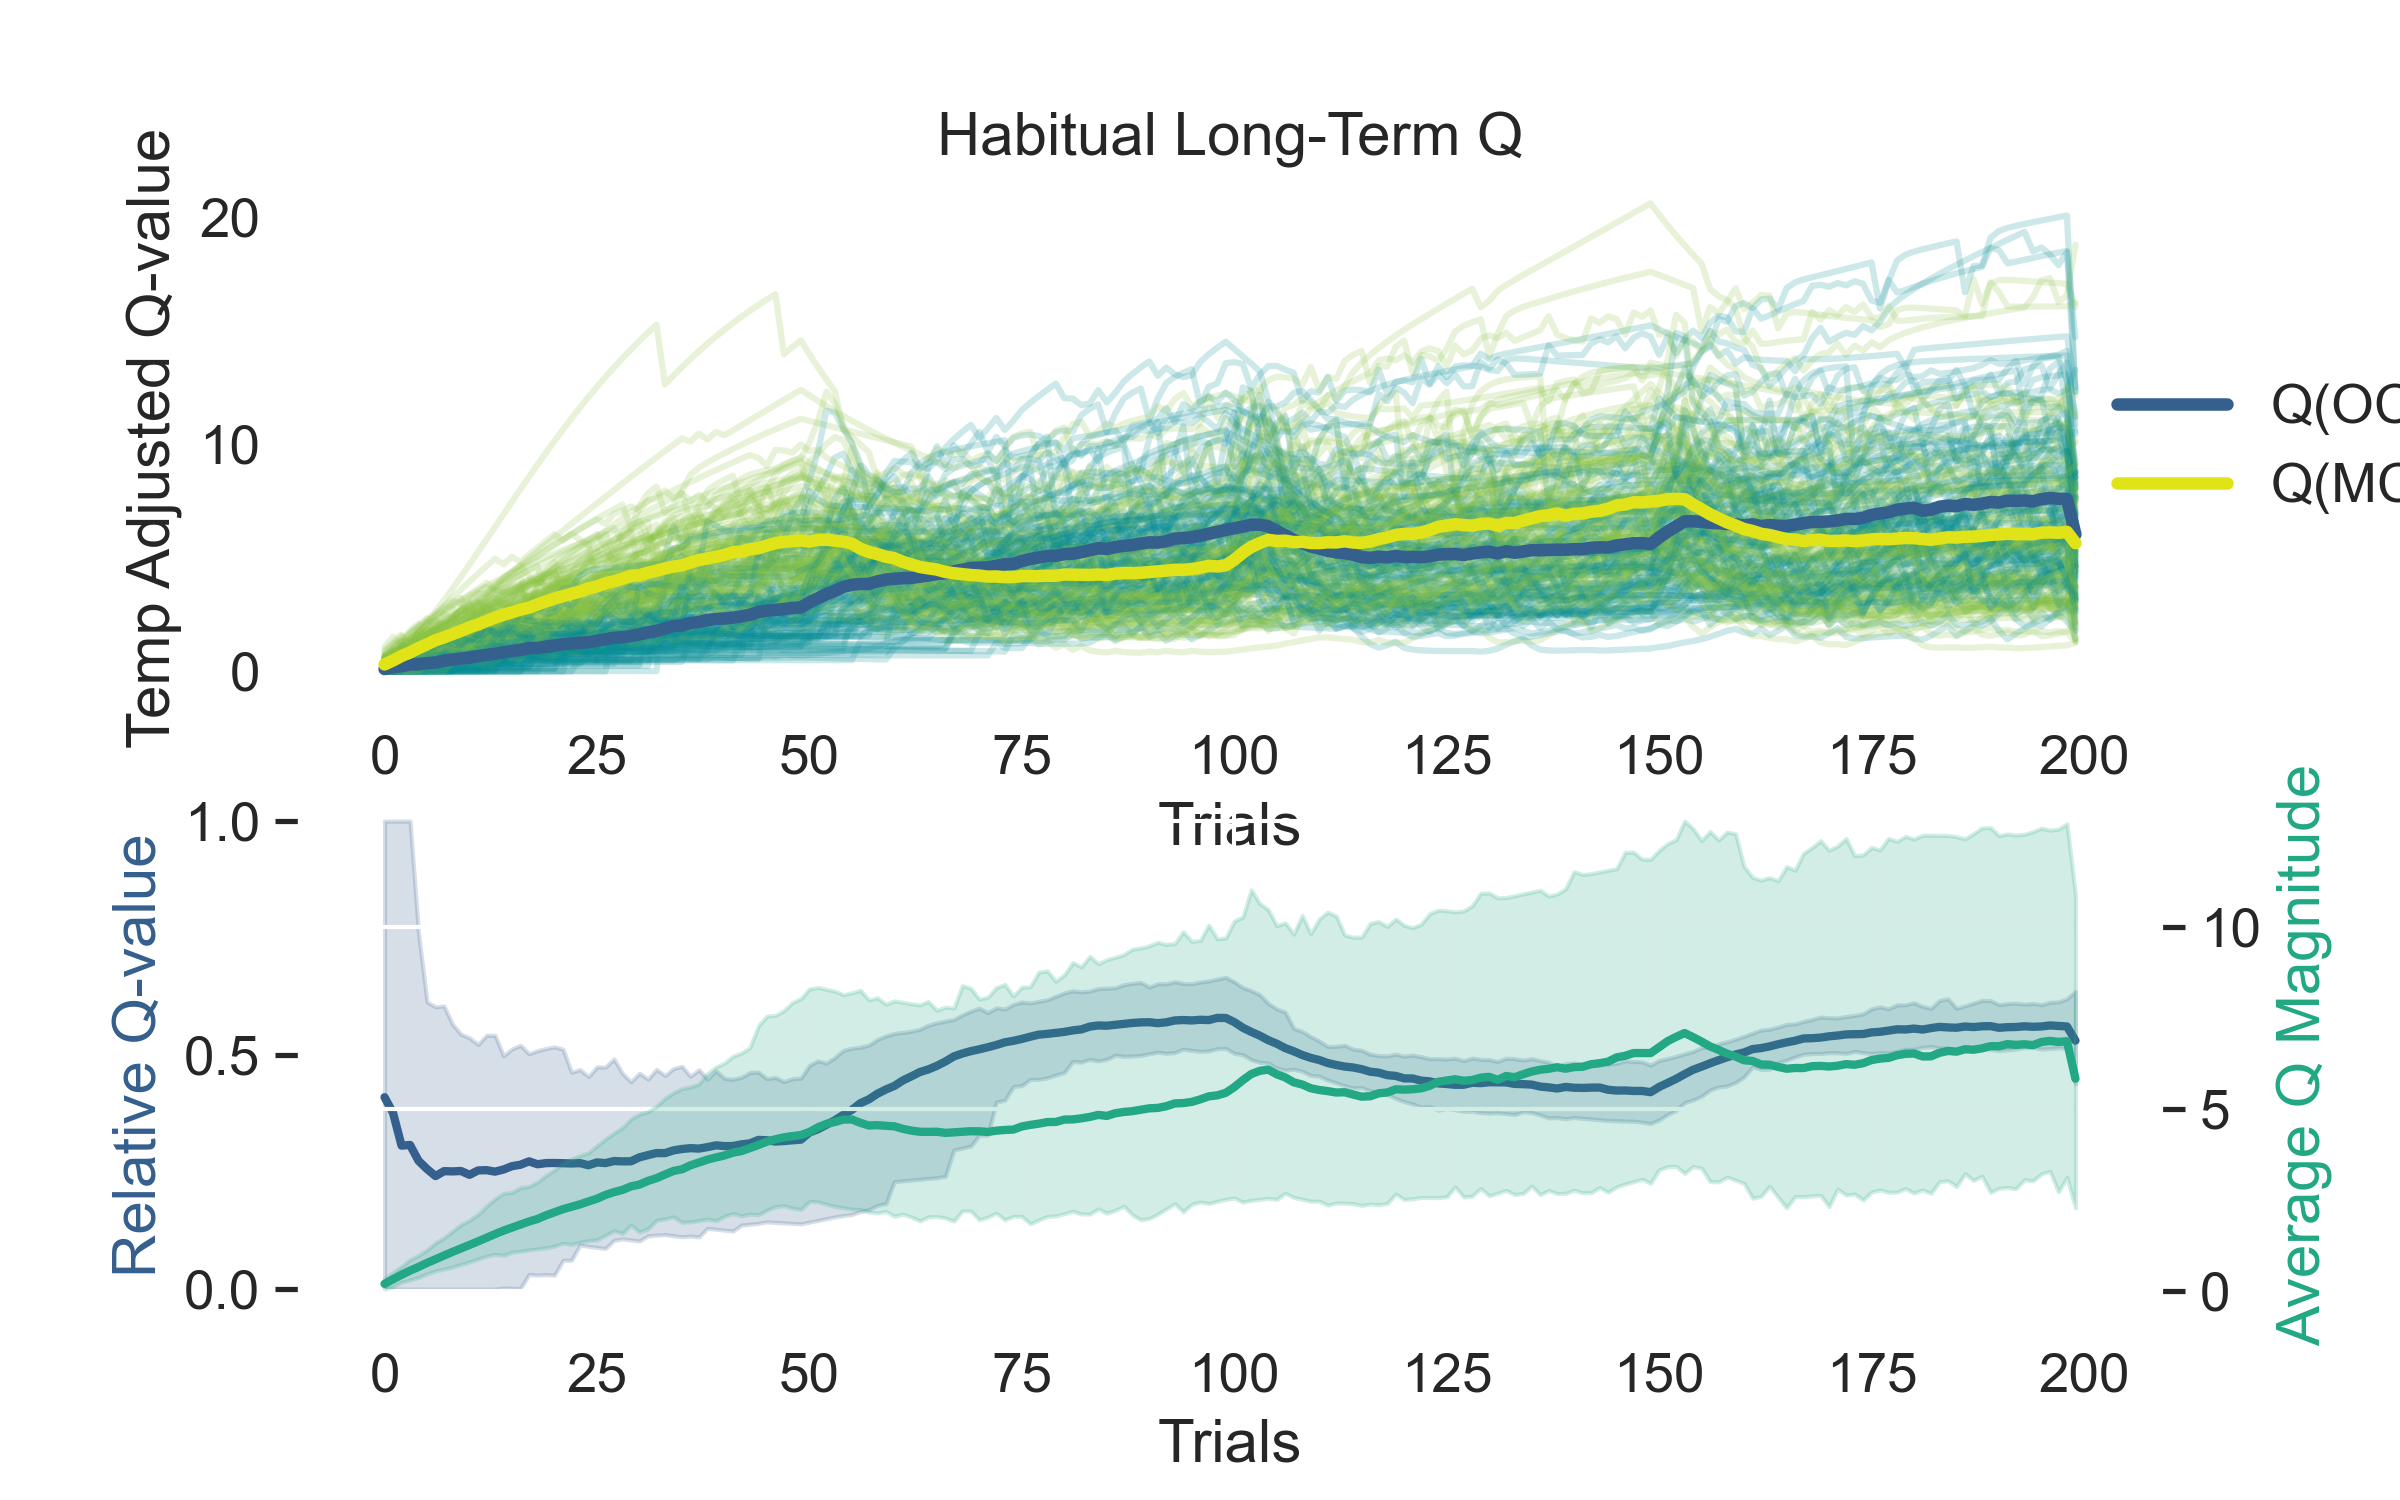 Habitual Long-Term Q
Temp Adjusted Q-value
20
10
0
0 25 50 75 100 125 150 175 200
Trials
Q(OC
Q(MC
Relative Q-value
1.0
0.5
0.0
10
5
0
Average Q Magnitude
0 25 50 75 100 125 150 175 200
Trials